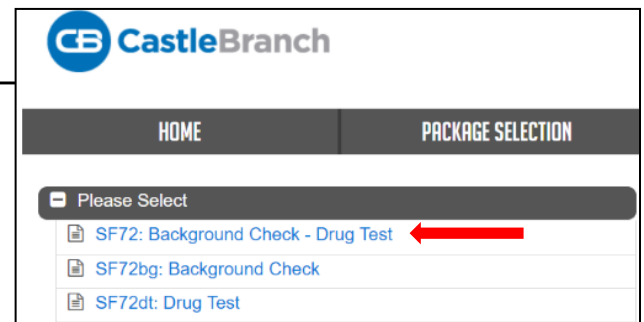 CB CastleBranch
HOME PACKAGE SELECTION
Please Select
SF72: Background Check - Drug Test
SF72bg: Background Check
SF72dt: Drug Test